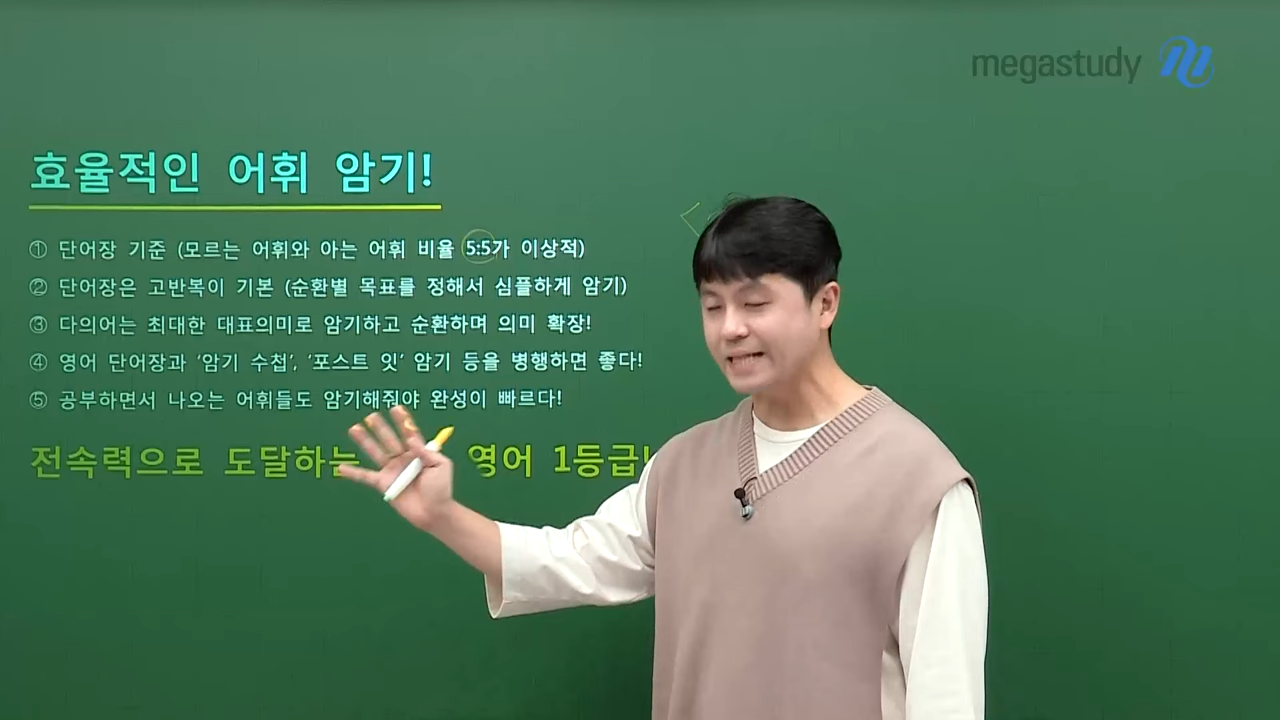 megastudy
효율적인 어휘 암기!
① 단어장 기준 (모르는 어휘와 아는 어휘 비율 5:5가 이상적)
② 단어장은 고반복이 기본 (순환별 목표를 정해서 심플하게 암기)
③ 다의어는 최대한 대표의미로 암기하고 순환하며 의미 확장!
④ 영어 단어장과 ‘암기 수첩’, ‘포스트 잇’ 암기 등을 병행하면 좋다!
⑤ 공부하면서 나오는 어휘들도 암기해줘야 완성이 빠르다!
전속력으로 도달하는 영어 1등급!